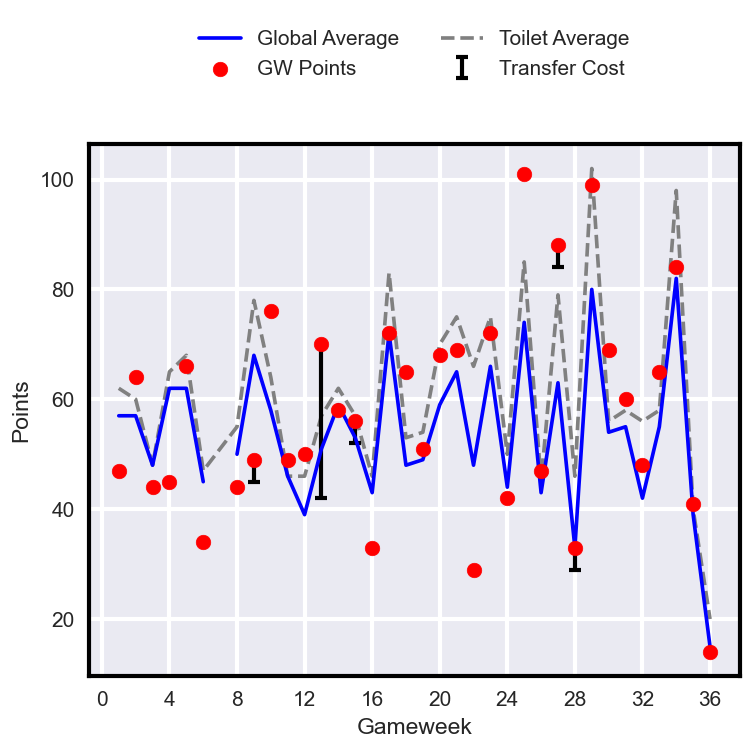 Global Average
Toilet Average
GW Points
Transfer Cost
100
80
60
40
20
Points
0 4 8 12 16 20 24 28 32 36
Gameweek